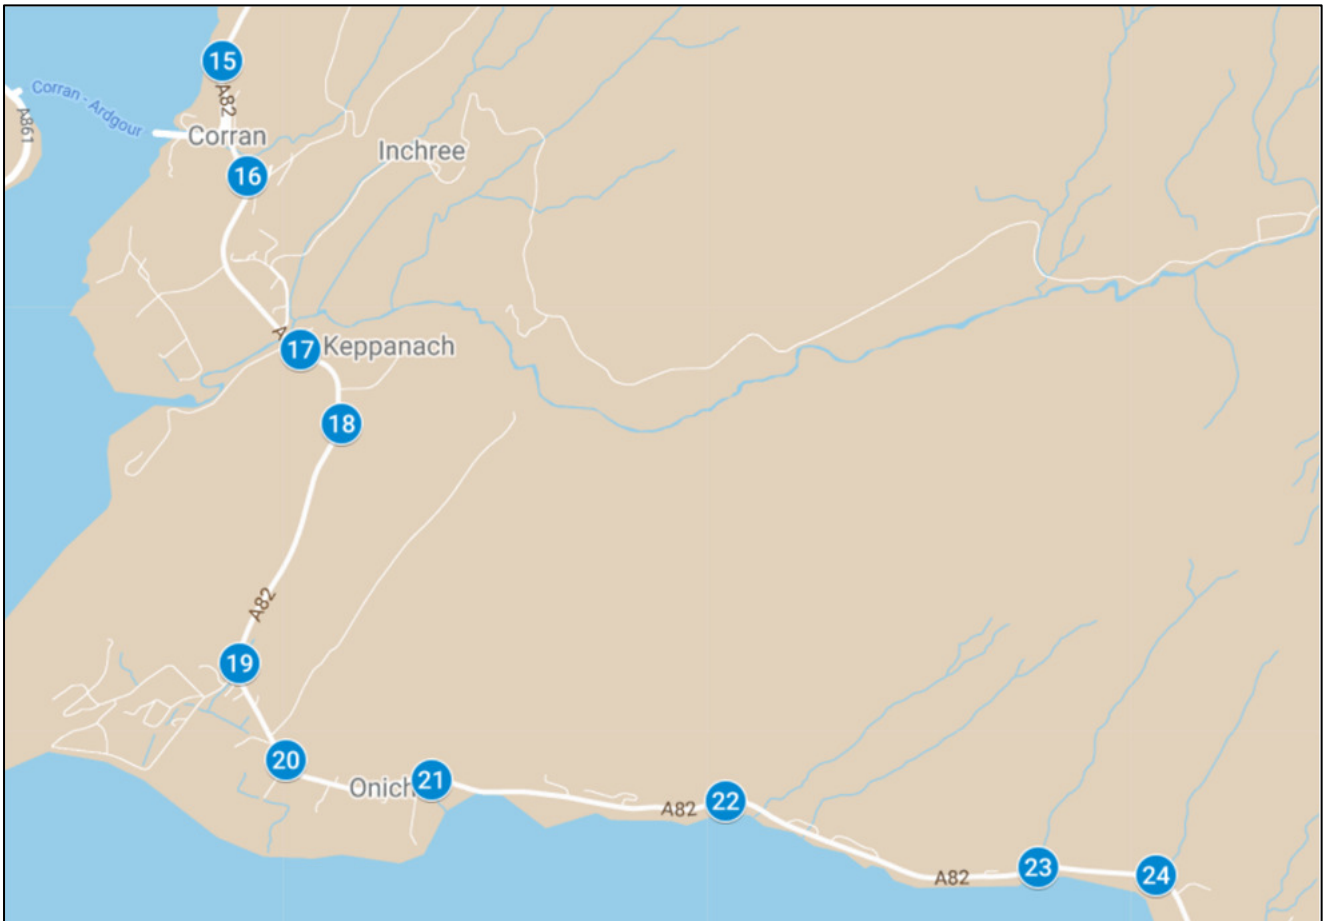 15
Corran - Ardgour
A82
A861
Corran
Inchree
16
A
17
Keppanach
18
A82
19
20
Onich
21
A82
22
A82
23
24